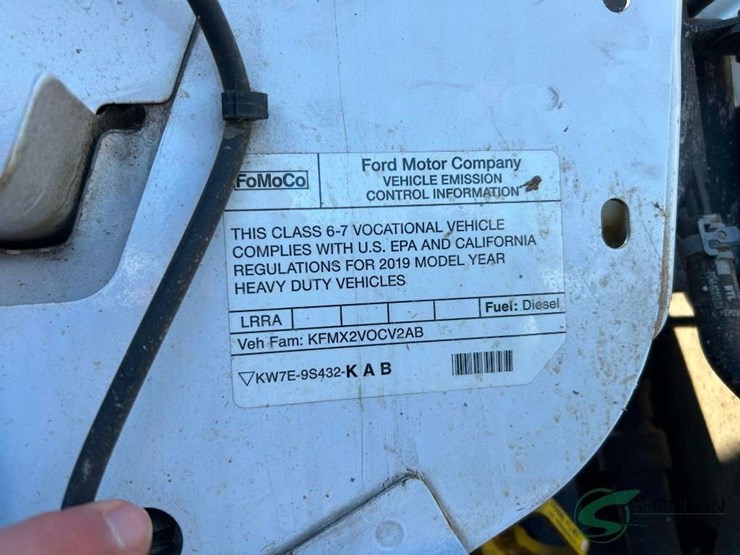 FoMoCo
Ford Motor Company
VEHICLE EMISSION
CONTROL INFORMATION
THIS CLASS 6-7 VOCATIONAL VEHICLE
COMPLIES WITH U.S. EPA AND CALIFORNIA
REGULATIONS FOR 2019 MODEL YEAR
HEAVY DUTY VEHICLES
LRRA Fuel: Diesel
Veh Fam: KFMX2VOCV2AB
▽KW7E-9S432-KAB